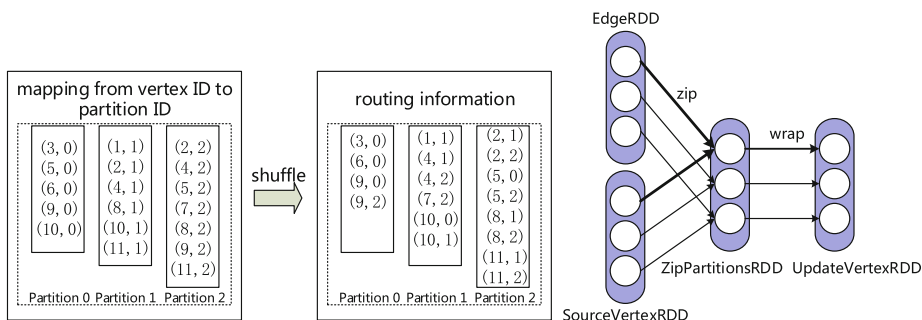 mapping from vertex ID to
partition ID
(3, 0)
(5, 0)
(6, 0)
(9, 0)
(10, 0)
Partition 0
(1, 1)
(2, 1)
(4, 1)
(8, 1)
(10, 1)
(11, 1)
Partition 1
(2, 2)
(4, 2)
(5, 2)
(7, 2)
(8, 2)
(9, 2)
(11, 2)
Partition 2
shuffle
routing information
(3, 0)
(6, 0)
(9, 0)
(9, 2)
Partition 0
(1, 1)
(4, 1)
(4, 2)
(7, 2)
(10, 0)
(10, 1)
Partition 1
(2, 1)
(2, 2)
(5, 0)
(5, 2)
(8, 1)
(8, 2)
(11, 1)
(11, 2)
Partition 2
EdgeRDD
zip
wrap
ZipPartitionsRDD
UpdateVertexRDD
SourceVertexRDD